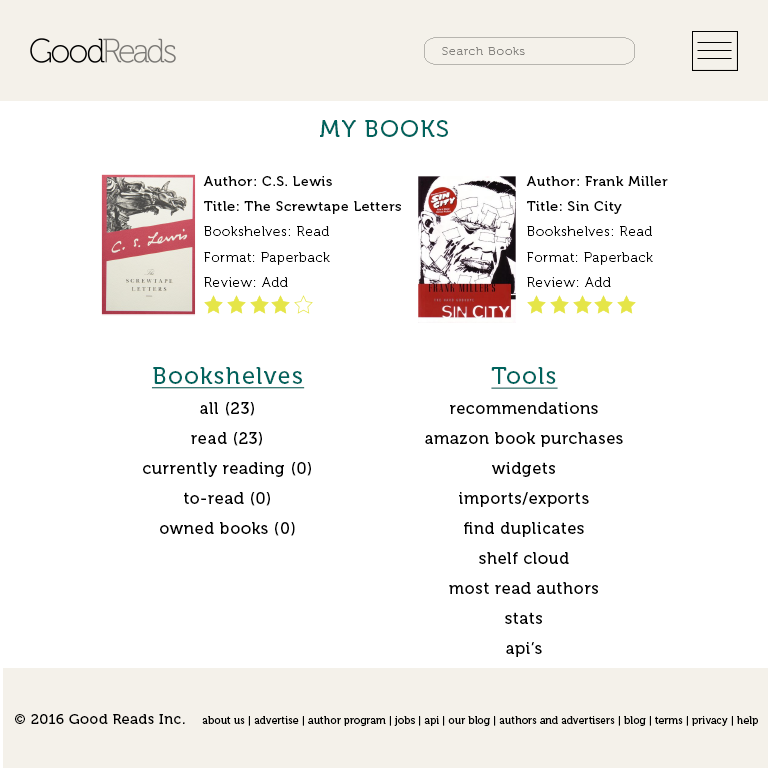 GoodReads
Search Books
MY BOOKS
C. S. Lewis
The
SCREWTAPE
LETTERS
Author: C.S. Lewis
Title: The Screwtape Letters
Bookshelves: Read
Format: Paperback
Review: Add
SIN
CITY
FRANK MILLER'S
SIN CITY
Author: Frank Miller
Title: Sin City
Bookshelves: Read
Format: Paperback
Review: Add
Bookshelves
all (23)
read (23)
currently reading (0)
to-read (0)
owned books (0)
Tools
recommendations
amazon book purchases
widgets
imports/exports
find duplicates
shelf cloud
most read authors
stats
api’s
© 2016 Good Reads Inc.
about us | advertise | author program | jobs | api | our blog | authors and advertisers | blog | terms | privacy | help